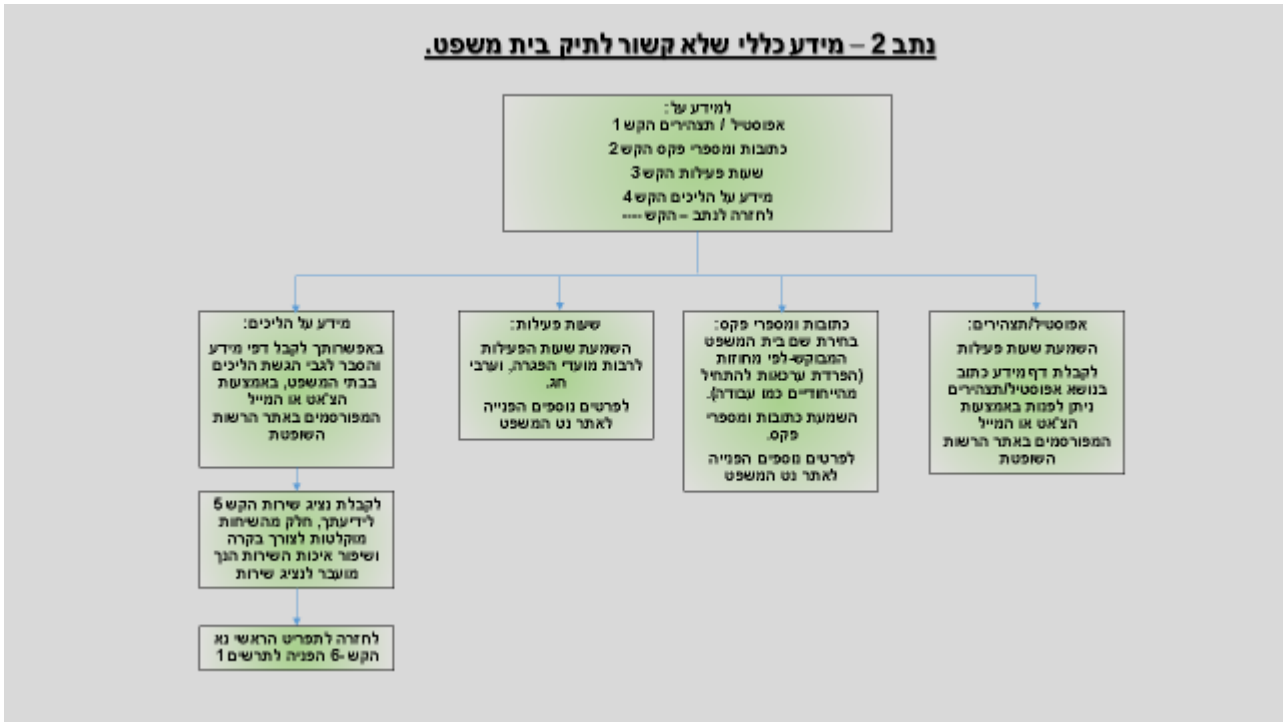 נתב 2 – מידע כללי שלא קשור לתיק בית משפט.
למידע על:
אפוסטיל / תצהירים הקש 1
כתובות ומספרי פקס הקש 2
שעות פעילות הקש 3
מידע על הליכים הקש 4
לחזרה לנתב – הקש ----
אפוסטיל/תצהירים:
השמעת שעות פעילות
לקבלת דף מידע כתוב
בנושא אפוסטיל/תצהירים
ניתן לפנות באמצעות
הצ'אט או המייל
המפורסמים באתר הרשות
השופטת
כתובות ומספרי פקס:
בחירת שם בית המשפט
המבוקש-לפי מחוזות
(הפרדת ערכאות להתחיל
מהייחודיים כמו עבודה).
השמעת כתובות ומספרי
פקס.
לפרטים נוספים הפנייה
לאתר נט המשפט
שעות פעילות:
השמעת שעות הפעילות
לרבות מועדי הפגרה, וערבי
חג.
לפרטים נוספים הפנייה
לאתר נט המשפט
מידע על הליכים:
באפשרותך לקבל דפי מידע
והסבר לגבי הגשת הליכים
בבתי המשפט, באמצעות
הצ'אט או המייל
המפורסמים באתר הרשות
השופטת
לקבלת נציג שירות הקש 5
לידיעתך, חלק מהשיחות
מוקלטות לצורך בקרה
ושיפור איכות השירות הנך
מועבר לנציג שירות
לחזרה לתפריט הראשי נא
הקש -6 הפניה לתרשים 1